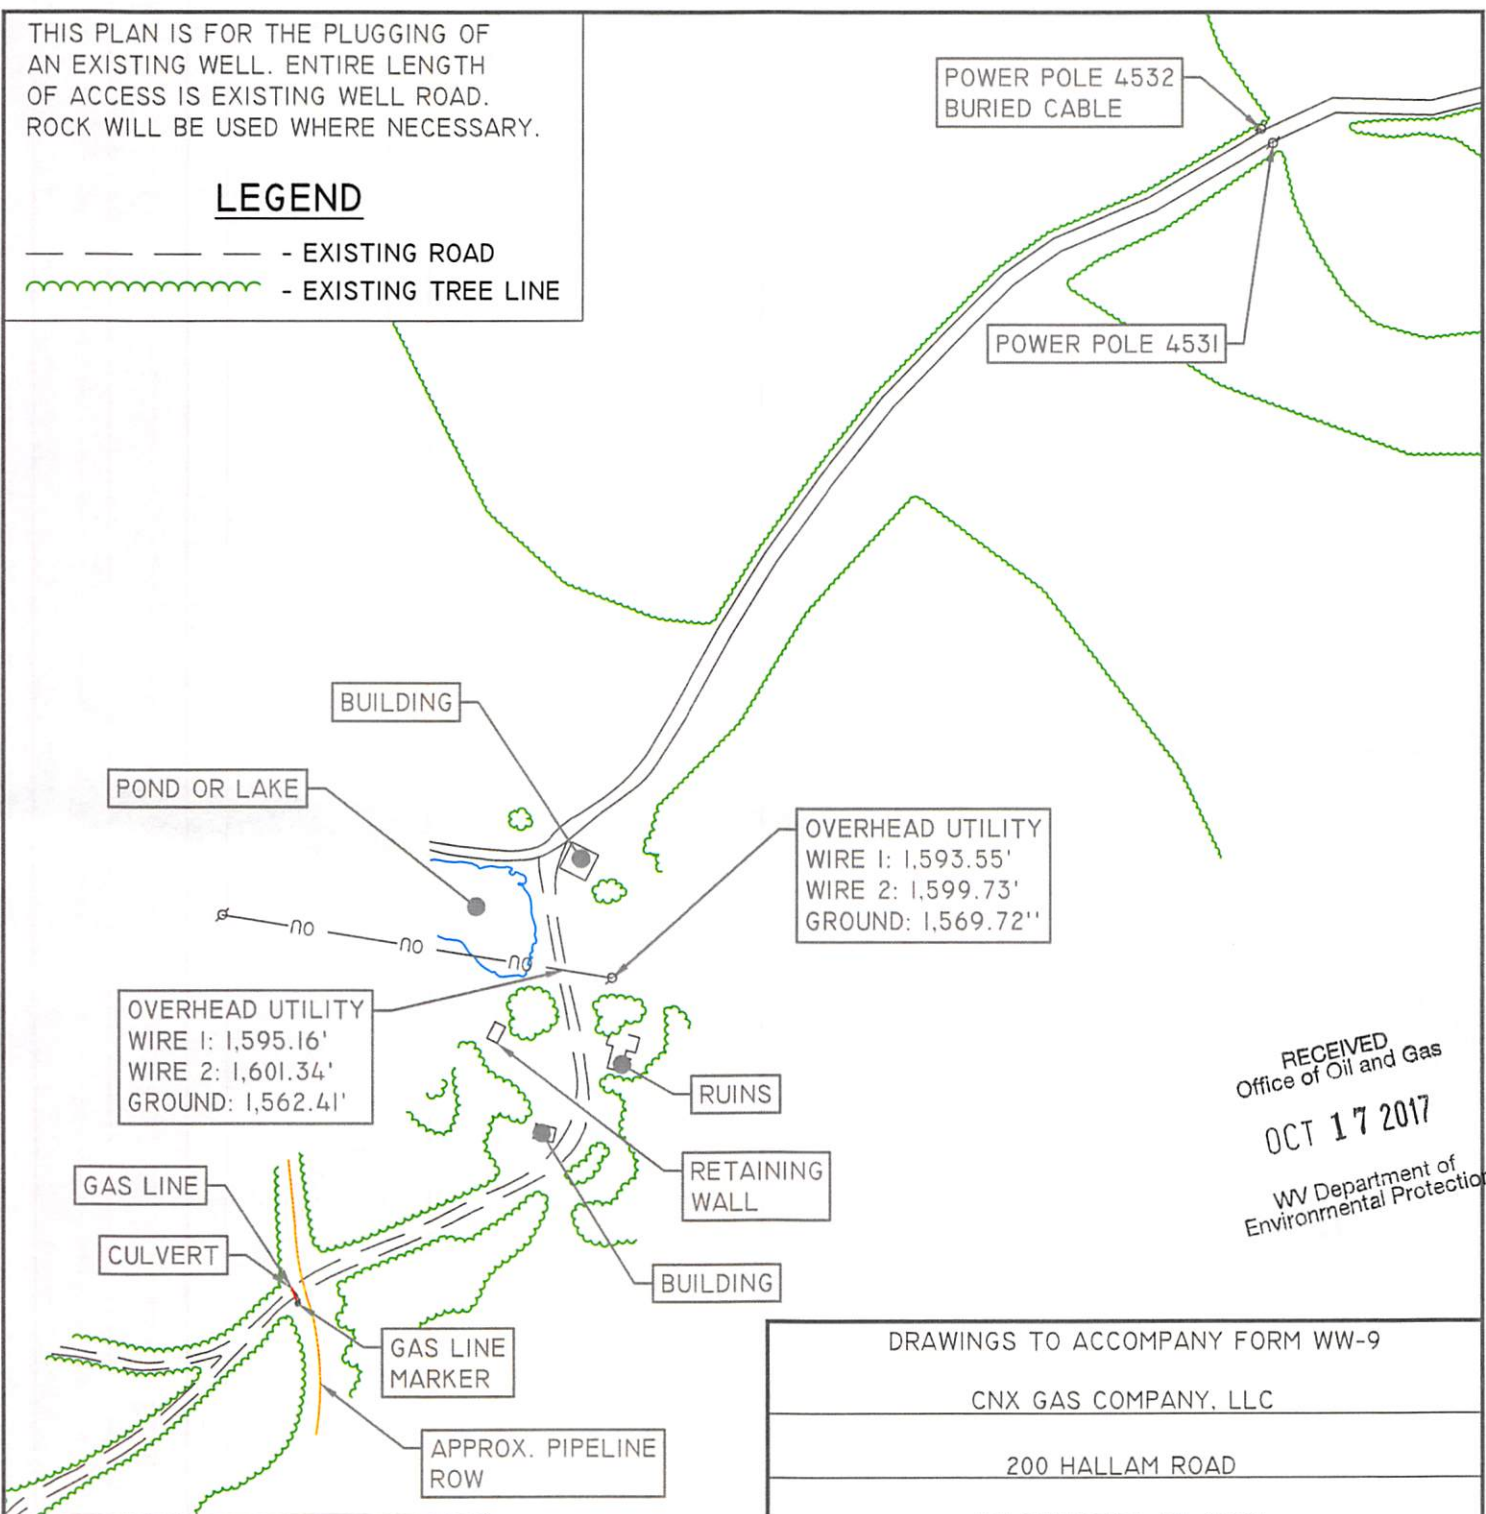 THIS PLAN IS FOR THE PLUGGING OF
AN EXISTING WELL. ENTIRE LENGTH
OF ACCESS IS EXISTING WELL ROAD.
ROCK WILL BE USED WHERE NECESSARY.
LEGEND
- EXISTING ROAD
- EXISTING TREE LINE
POWER POLE 4532
BURIED CABLE
POWER POLE 4531
BUILDING
POND OR LAKE
OVERHEAD UTILITY
WIRE 1: 1,593.55'
WIRE 2: 1,599.73'
GROUND: 1,569.72''
no
no
no
OVERHEAD UTILITY
WIRE 1: 1,595.16'
WIRE 2: 1,601.34'
GROUND: 1,562.41'
RUINS
RETAINING
WALL
BUILDING
GAS LINE
CULVERT
GAS LINE
MARKER
APPROX. PIPELINE
ROW
RECEIVED
Office of Oil and Gas
OCT 17 2017
WV Department of
Environmental Protection
DRAWINGS TO ACCOMPANY FORM WW-9
CNX GAS COMPANY, LLC
200 HALLAM ROAD